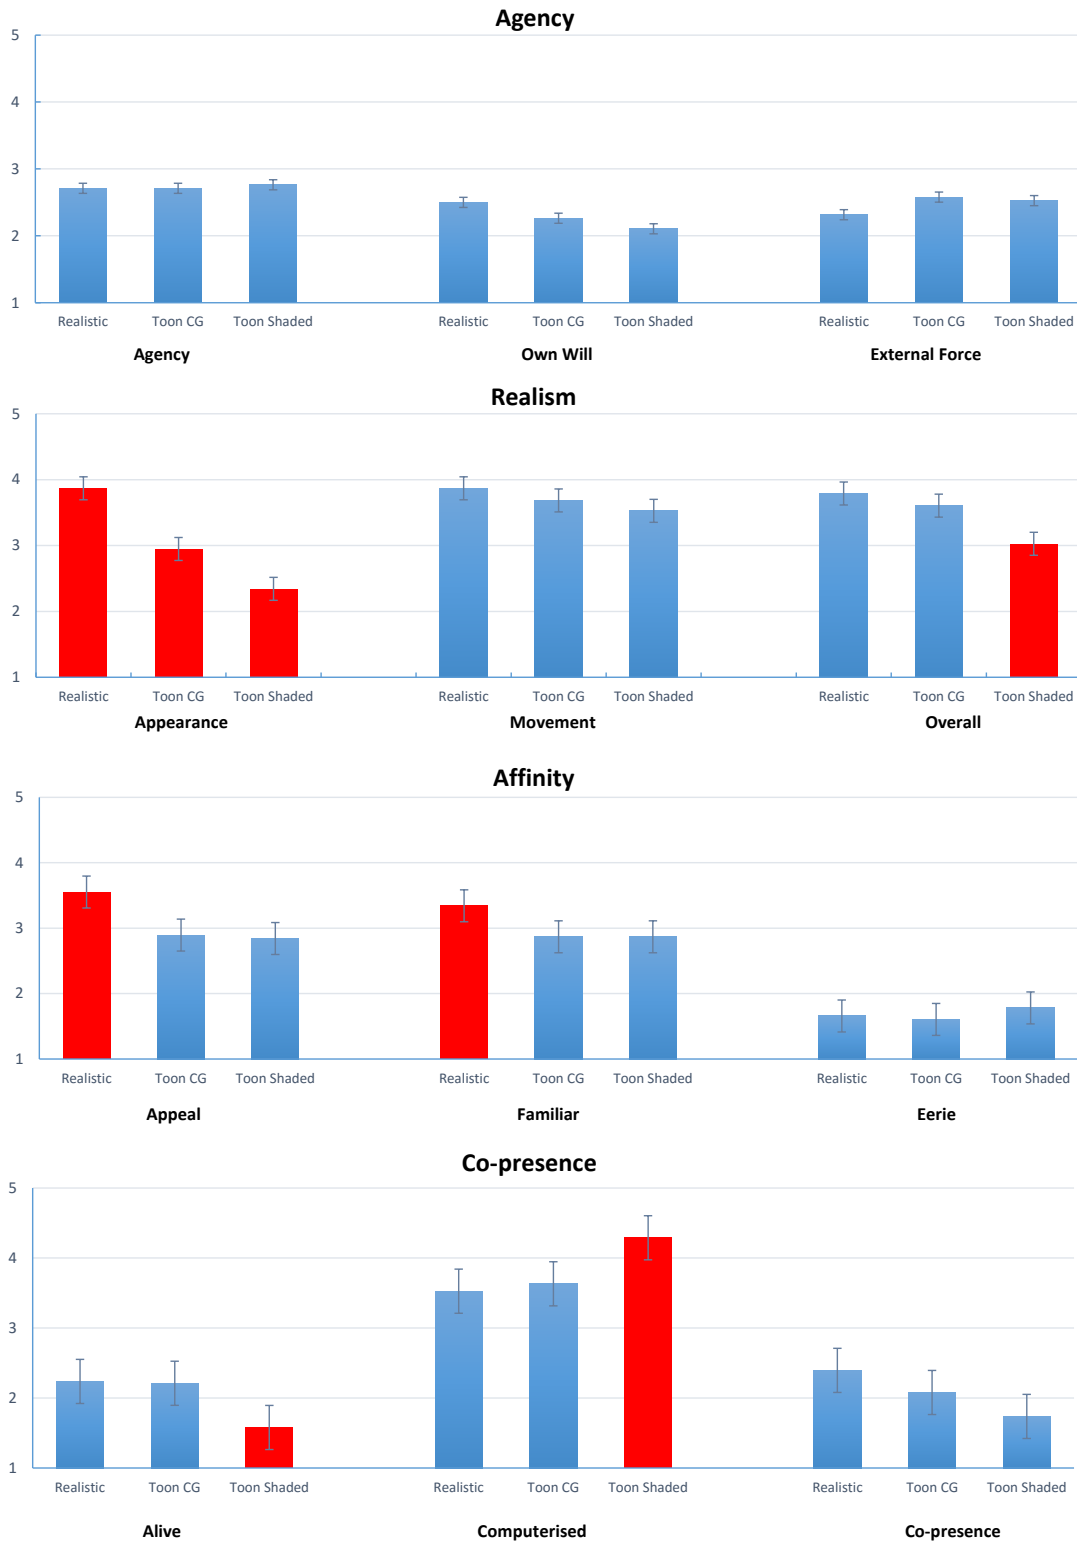 Agency
5
4
3
2
1
Realistic Toon CG Toon Shaded Realistic Toon CG Toon Shaded Realistic Toon CG Toon Shaded
Agency Own Will External Force
Realism
5
4
3
2
1
Realistic Toon CG Toon Shaded Realistic Toon CG Toon Shaded Realistic Toon CG Toon Shaded
Appearance Movement Overall
Affinity
5
4
3
2
1
Realistic Toon CG Toon Shaded Realistic Toon CG Toon Shaded Realistic Toon CG Toon Shaded
Appeal Familiar Eerie
Co-presence
5
4
3
2
1
Realistic Toon CG Toon Shaded Realistic Toon CG Toon Shaded Realistic Toon CG Toon Shaded
Alive Computerised Co-presence